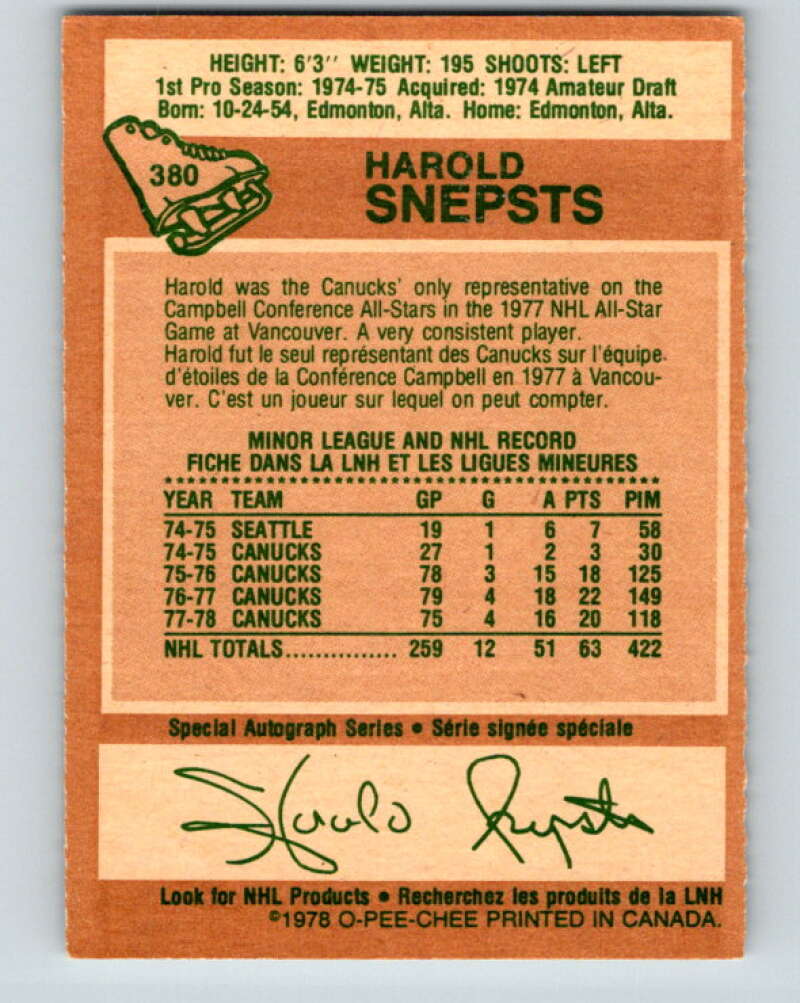 HEIGHT: 6'3'' WEIGHT: 195 SHOOTS: LEFT
1st Pro Season: 1974-75 Acquired: 1974 Amateur Draft
Born: 10-24-54, Edmonton, Alta. Home: Edmonton, Alta.
380
HAROLD
SNEPSTS
Harold was the Canucks' only representative on the
Campbell Conference All-Stars in the 1977 NHL All-Star
Game at Vancouver. A very consistent player.
Harold fut le seul représentant des Canucks sur l'équipe
d'étoiles de la Conférence Campbell en 1977 à Vancou-
ver. C'est un joueur sur lequel on peut compter.
MINOR LEAGUE AND NHL RECORD
FICHE DANS LA LNH ET LES LIGUES MINEURES
YEAR TEAM GP G A PTS PIM
74-75 SEATTLE 19 1 6 7 58
74-75 CANUCKS 27 1 2 3 30
75-76 CANUCKS 78 3 15 18 125
76-77 CANUCKS 79 4 18 22 149
77-78 CANUCKS 75 4 16 20 118
NHL TOTALS............... 259 12 51 63 422
Special Autograph Series • Série signée spéciale
Harold Snepsts
Look for NHL Products • Recherchez les produits de la LNH
©1978 O-PEE-CHEE PRINTED IN CANADA.